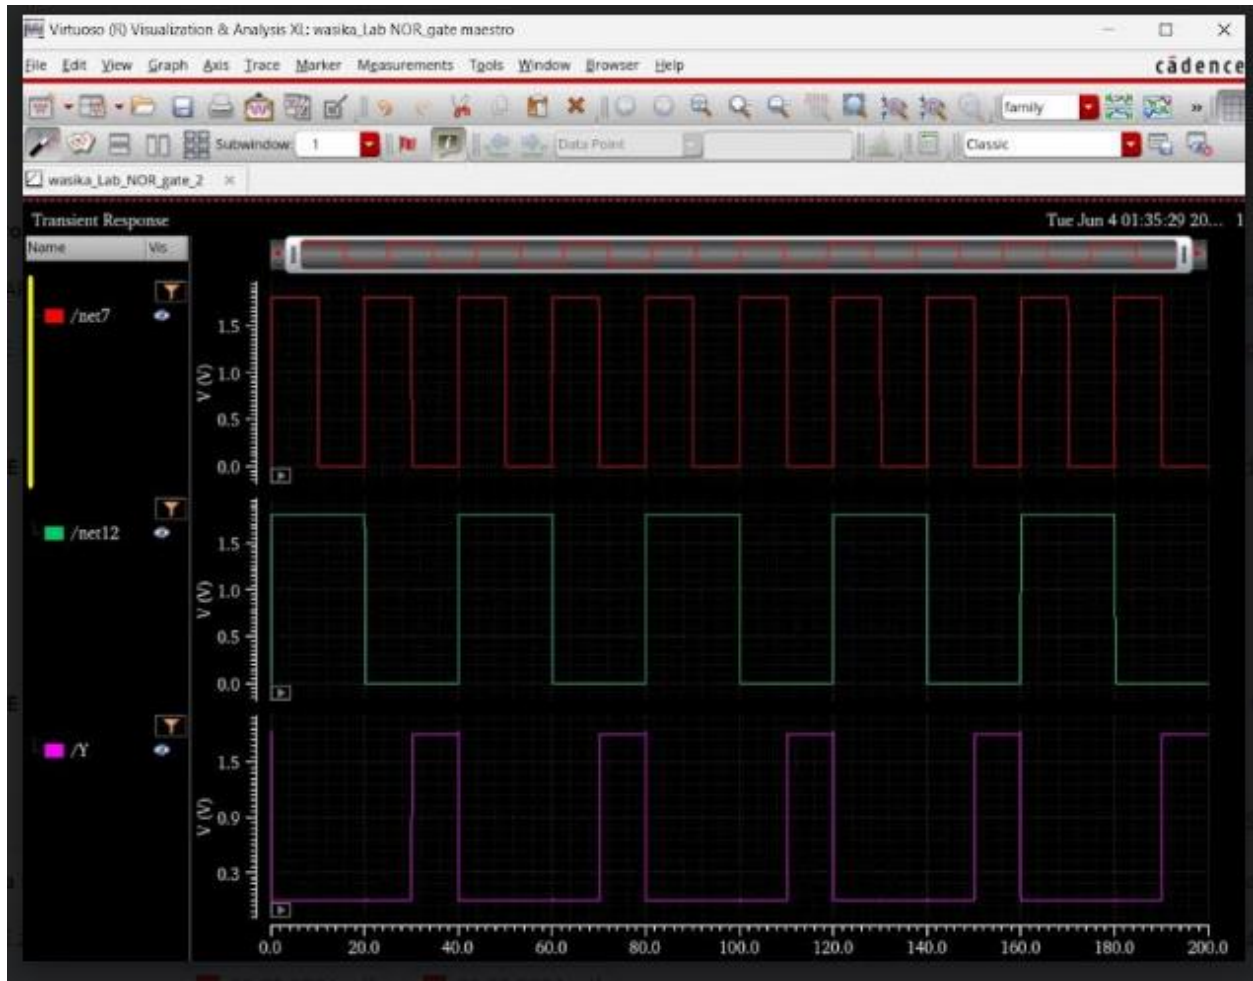 Virtuoso (R) Visualization & Analysis XL: wasika_Lab NOR_gate maestro
File Edit View Graph Axis Trace Marker Measurements Tools Window Browser Help
cādence
family
Subwindow: 1
Data Point
Classic
wasika_Lab_NOR_gate_2
Transient Response
Tue Jun 4 01:35:29 20... 1
Name Vis
/net7
V (V)
1.5
1.0
0.5
0.0
/net12
V (V)
1.5
1.0
0.5
0.0
/Y
V (V)
1.5
0.9
0.3
0.0 20.0 40.0 60.0 80.0 100.0 120.0 140.0 160.0 180.0 200.0